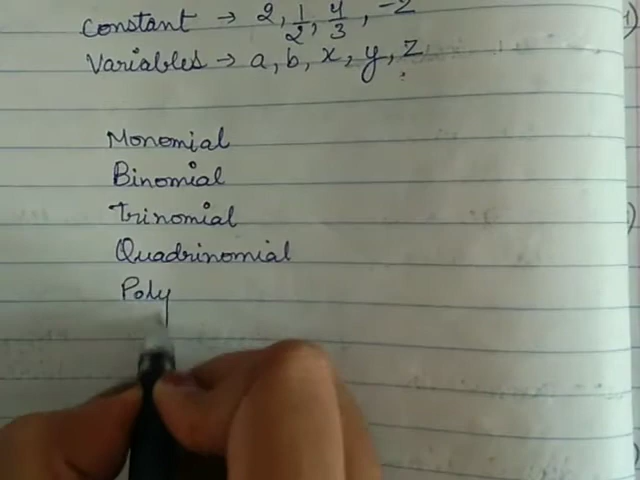 Constant → 2, 1/2, 4/3, -2
Variables → a, b, x, y, z
Monomial
Binomial
Trinomial
Quadrinomial
Poly